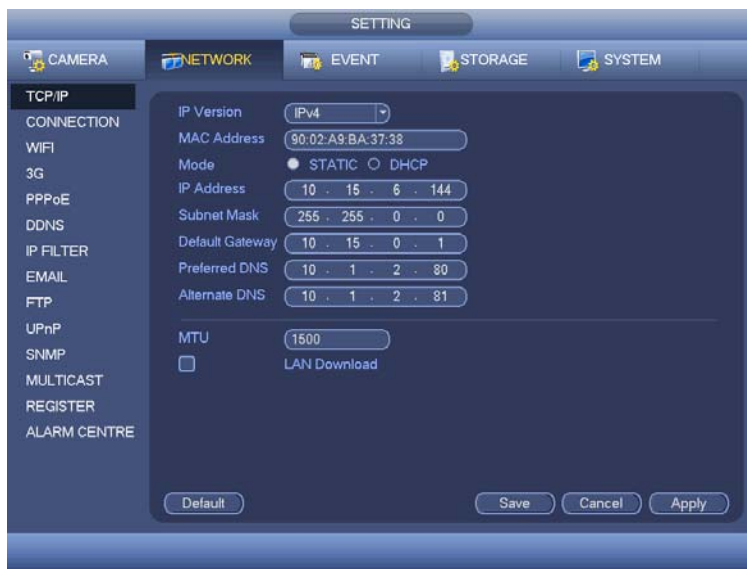 SETTING
CAMERA NETWORK EVENT STORAGE SYSTEM
TCP/IP
CONNECTION
WIFI
3G
PPPoE
DDNS
IP FILTER
EMAIL
FTP
UPnP
SNMP
MULTICAST
REGISTER
ALARM CENTRE
IP Version IPv4
MAC Address 90:02:A9:BA:37:38
Mode STATIC DHCP
IP Address 10 . 15 . 6 . 144
Subnet Mask 255 . 255 . 0 . 0
Default Gateway 10 . 15 . 0 . 1
Preferred DNS 10 . 1 . 2 . 80
Alternate DNS 10 . 1 . 2 . 81
MTU 1500
LAN Download
Default Save Cancel Apply